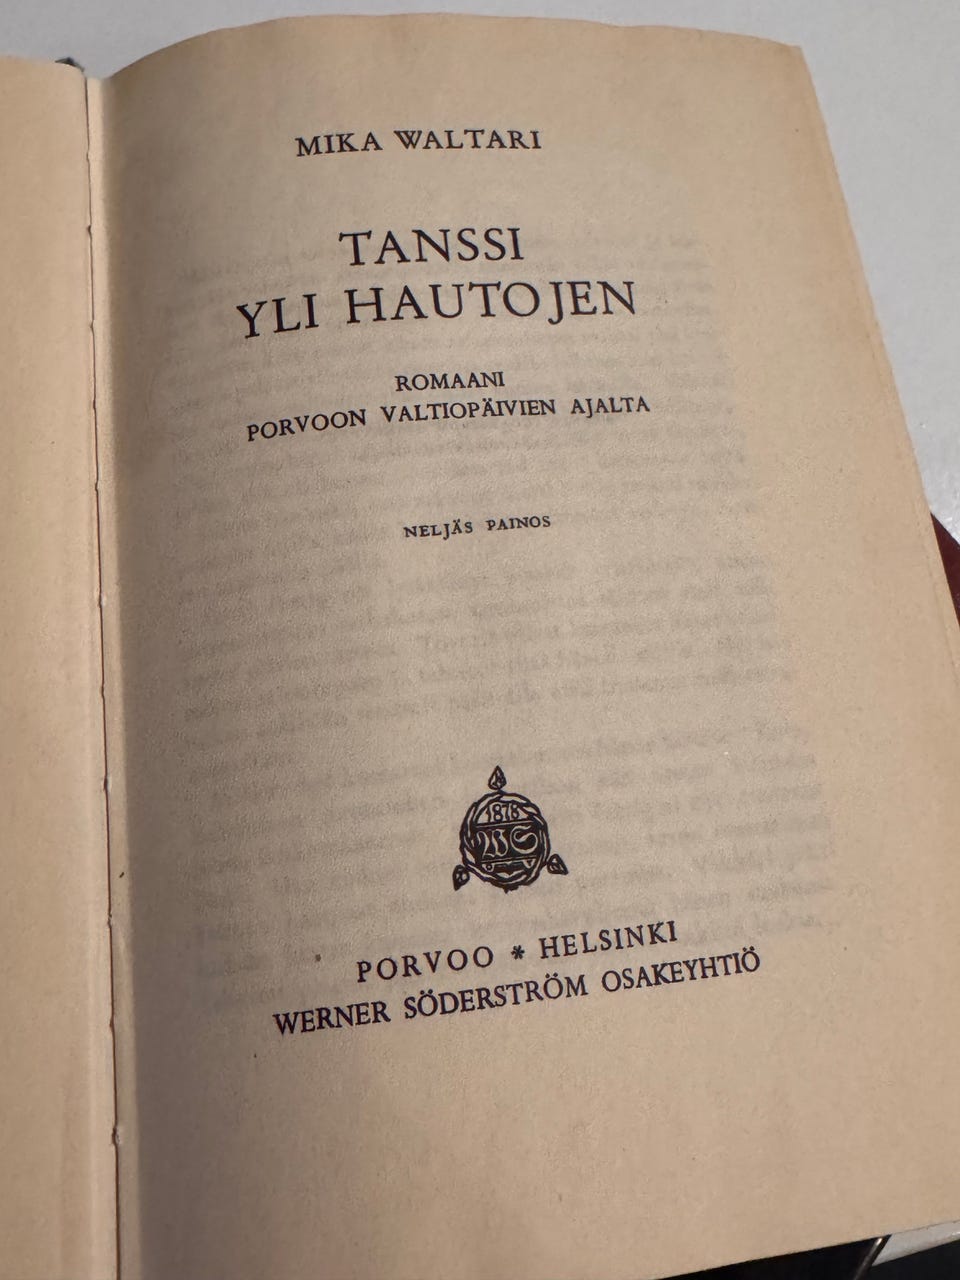 MIKA WALTARI
TANSSI
YLI HAUTOJEN
ROMAANI
PORVOON VALTIOPÄIVIEN AJALTA
NELJÄS PAINOS
1878
WS
PORVOO * HELSINKI
WERNER SÖDERSTRÖM OSAKEYHTIÖ